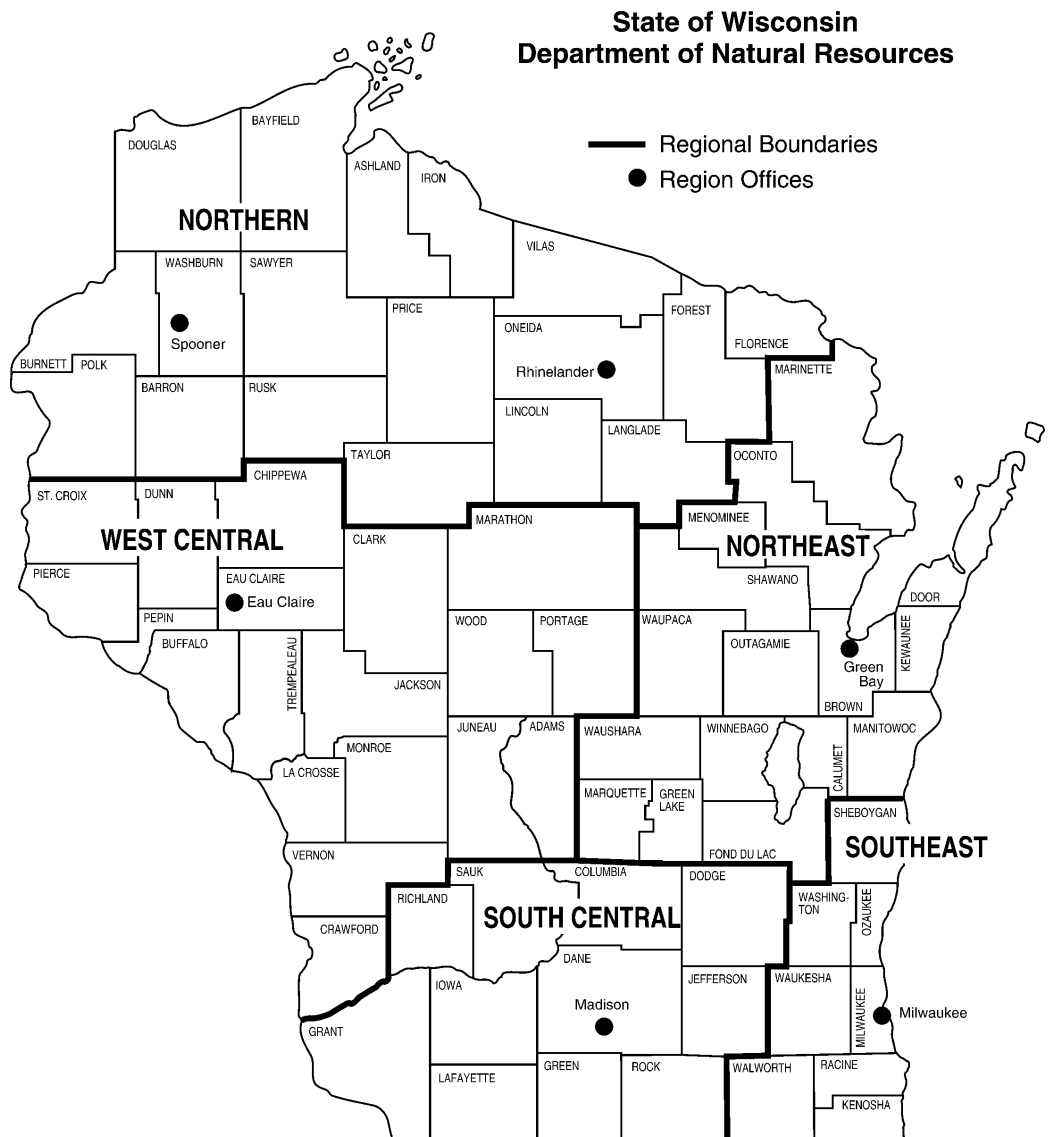 State of Wisconsin
Department of Natural Resources
Regional Boundaries
Region Offices
BAYFIELD
DOUGLAS
ASHLAND
IRON
NORTHERN
VILAS
WASHBURN
SAWYER
PRICE
FOREST
ONEIDA
Spooner
FLORENCE
BURNETT
POLK
MARINETTE
Rhinelander
BARRON
RUSK
LINCOLN
LANGLADE
TAYLOR
OCONTO
CHIPPEWA
ST. CROIX
DUNN
MENOMINEE
MARATHON
WEST CENTRAL
CLARK
NORTHEAST
PIERCE
EAU CLAIRE
SHAWANO
Eau Claire
DOOR
PEPIN
WOOD
PORTAGE
WAUPACA
BUFFALO
OUTAGAMIE
KEWAUNEE
TREMPEALEAU
Green
Bay
JACKSON
BROWN
JUNEAU
ADAMS
WAUSHARA
WINNEBAGO
MANITOWOC
MONROE
CALUMET
LA CROSSE
MARQUETTE
GREEN
LAKE
SHEBOYGAN
SOUTHEAST
VERNON
FOND DU LAC
SAUK
COLUMBIA
DODGE
RICHLAND
WASHING-
TON
OZAUKEE
SOUTH CENTRAL
CRAWFORD
DANE
JEFFERSON
WAUKESHA
IOWA
Madison
MILWAUKEE
Milwaukee
GRANT
GREEN
ROCK
WALWORTH
RACINE
LAFAYETTE
KENOSHA